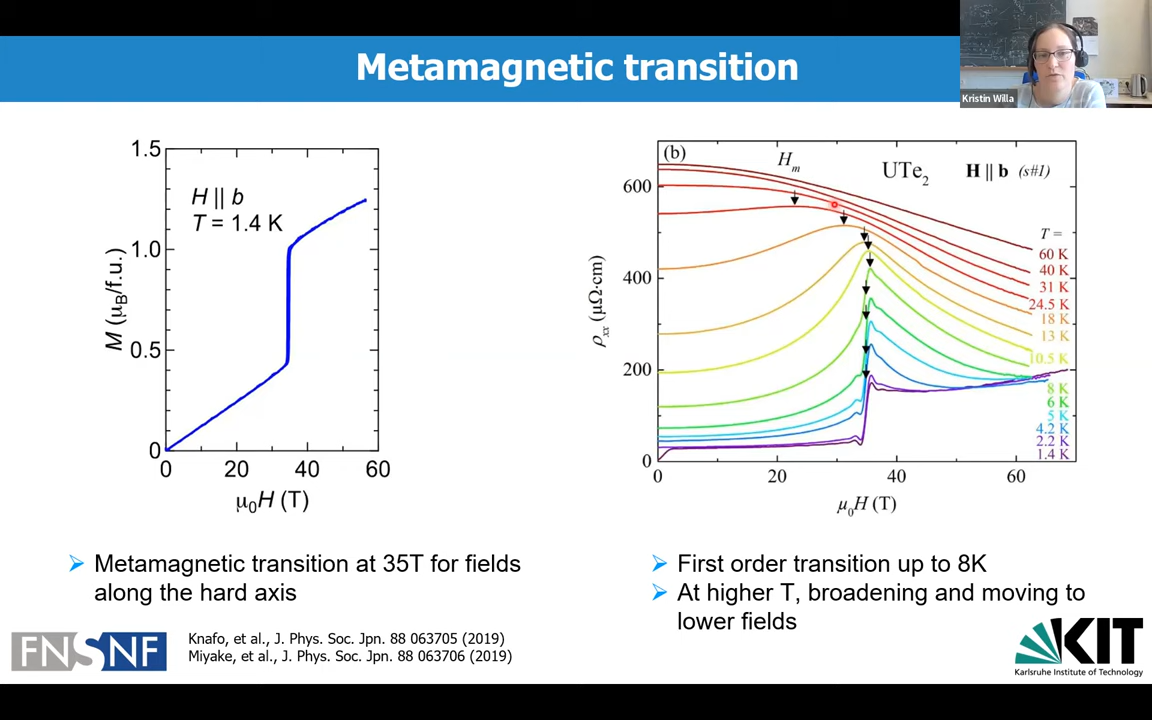 Metamagnetic transition
Kristin Willa
1.5
1.0
0.5
0
H || b
T = 1.4 K
M (μB/f.u.)
0 20 40 60
μ0H (T)
(b)
Hm
UTe2
H || b (s#1)
600
400
200
0
ρxx (μΩ·cm)
T =
60 K
40 K
31 K
24.5 K
18 K
13 K
10.5 K
8 K
6 K
5 K
4.2 K
2.2 K
1.4 K
0 20 40 60
μ0H (T)
Metamagnetic transition at 35T for fields
along the hard axis
First order transition up to 8K
At higher T, broadening and moving to
lower fields
FNSNF
Knafo, et al., J. Phys. Soc. Jpn. 88 063705 (2019)
Miyake, et al., J. Phys. Soc. Jpn. 88 063706 (2019)
KIT
Karlsruhe Institute of Technology